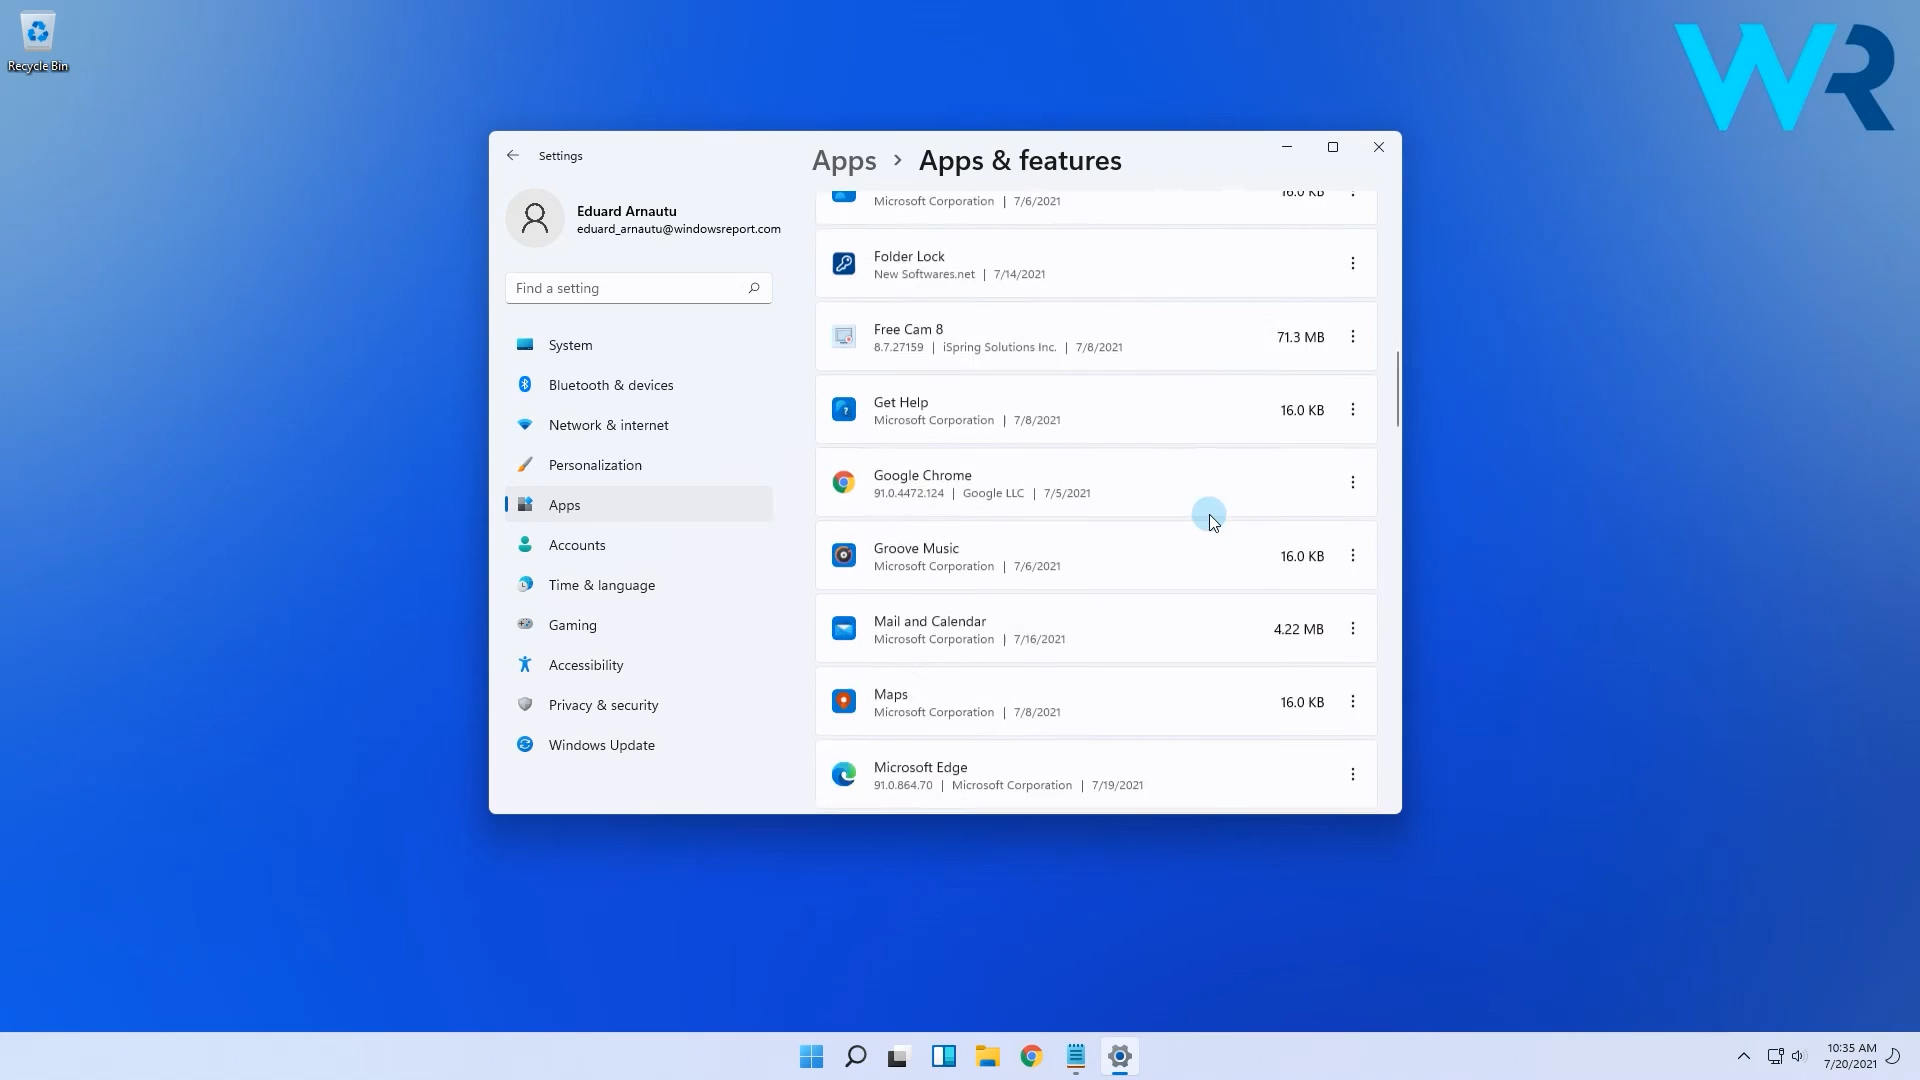 Recycle Bin
WR
Settings
Apps > Apps & features
Eduard Arnautu
eduard_arnautu@windowsreport.com
Find a setting
System
Bluetooth & devices
Network & internet
Personalization
Apps
Accounts
Time & language
Gaming
Accessibility
Privacy & security
Windows Update
16.0 KB
Microsoft Corporation | 7/6/2021
Folder Lock
New Softwares.net | 7/14/2021
Free Cam 8
8.7.27159 | iSpring Solutions Inc. | 7/8/2021
71.3 MB
Get Help
Microsoft Corporation | 7/8/2021
16.0 KB
Google Chrome
91.0.4472.124 | Google LLC | 7/5/2021
Groove Music
Microsoft Corporation | 7/6/2021
16.0 KB
Mail and Calendar
Microsoft Corporation | 7/16/2021
4.22 MB
Maps
Microsoft Corporation | 7/8/2021
16.0 KB
Microsoft Edge
91.0.864.70 | Microsoft Corporation | 7/19/2021
10:35 AM
7/20/2021